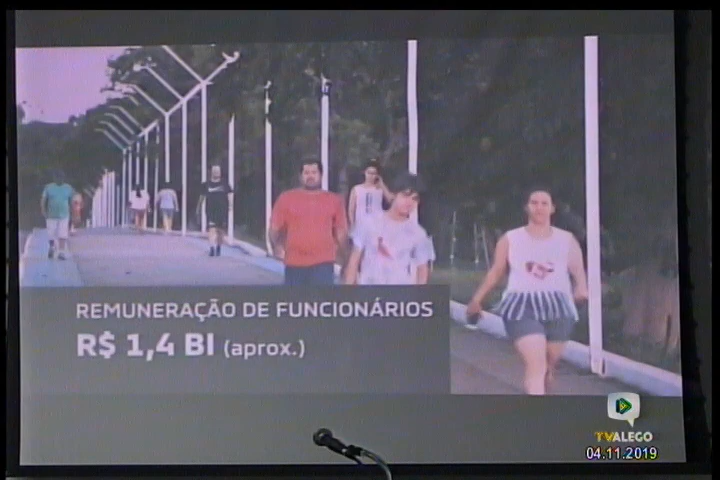 REMUNERAÇÃO DE FUNCIONÁRIOS
R$ 1,4 BI (aprox.)
TVALEGO
04.11.2019